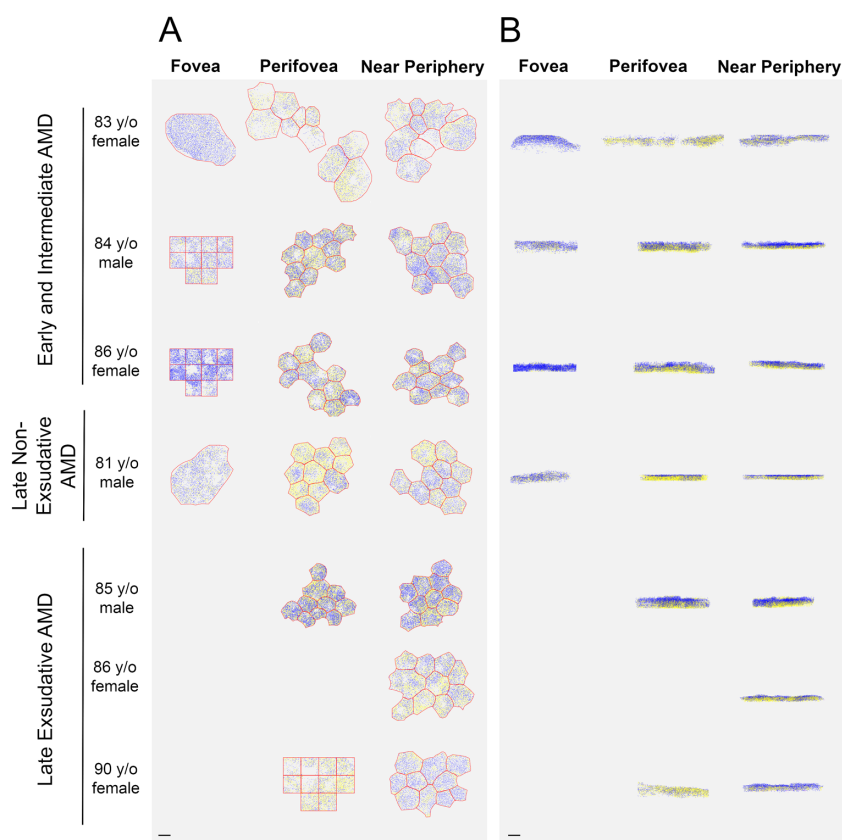 A
B
Fovea Perifovea Near Periphery
Fovea Perifovea Near Periphery
Early and Intermediate AMD
83 y/o
female
84 y/o
male
86 y/o
female
Late Non-
Exsudative
AMD
81 y/o
male
Late Exsudative AMD
85 y/o
male
86 y/o
female
90 y/o
female